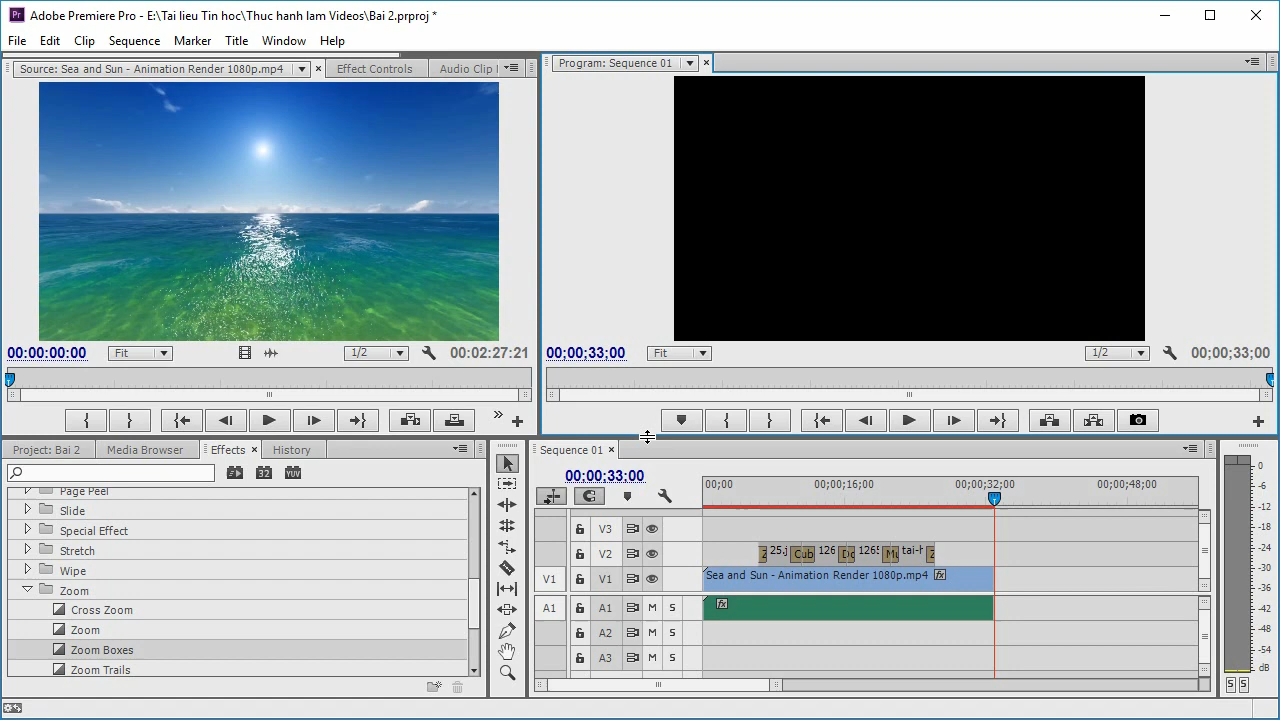 Adobe Premiere Pro - E:\Tai lieu Tin hoc\Thuc hanh lam Videos\Bai 2.prproj *
File Edit Clip Sequence Marker Title Window Help
Source: Sea and Sun - Animation Render 1080p.mp4 Effect Controls Audio Clip
Program: Sequence 01
00:00:00:00 Fit 1/2 00:02:27:21
00;00;33;00 Fit 1/2 00;00;33;00
Project: Bai 2 Media Browser Effects History
Page Peel
Slide
Special Effect
Stretch
Wipe
Zoom
Cross Zoom
Zoom
Zoom Boxes
Zoom Trails
Sequence 01
00;00;33;00
00;00 00;00;16;00 00;00;32;00 00;00;48;00
V3
V2 25.j Cub 126 Do 1265 Mu tai-h
V1 V1 Sea and Sun - Animation Render 1080p.mp4 fx
A1 A1 M S fx
A2 M S
A3 M S
0
-6
-12
-18
-24
-30
-36
-42
-48
-54
dB
S S